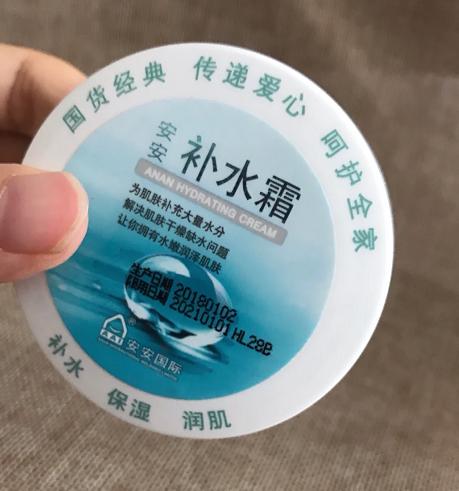 国货经典 传递爱心 呵护全家
安安®
补水霜
ANAN HYDRATING CREAM
为肌肤补充大量水分
解决肌肤干燥缺水问题
让你拥有水嫩润泽肌肤
生产日期 20180102
限用日期 20210101 HL28B
AAI ®
安安国际
补水 保湿 润肌